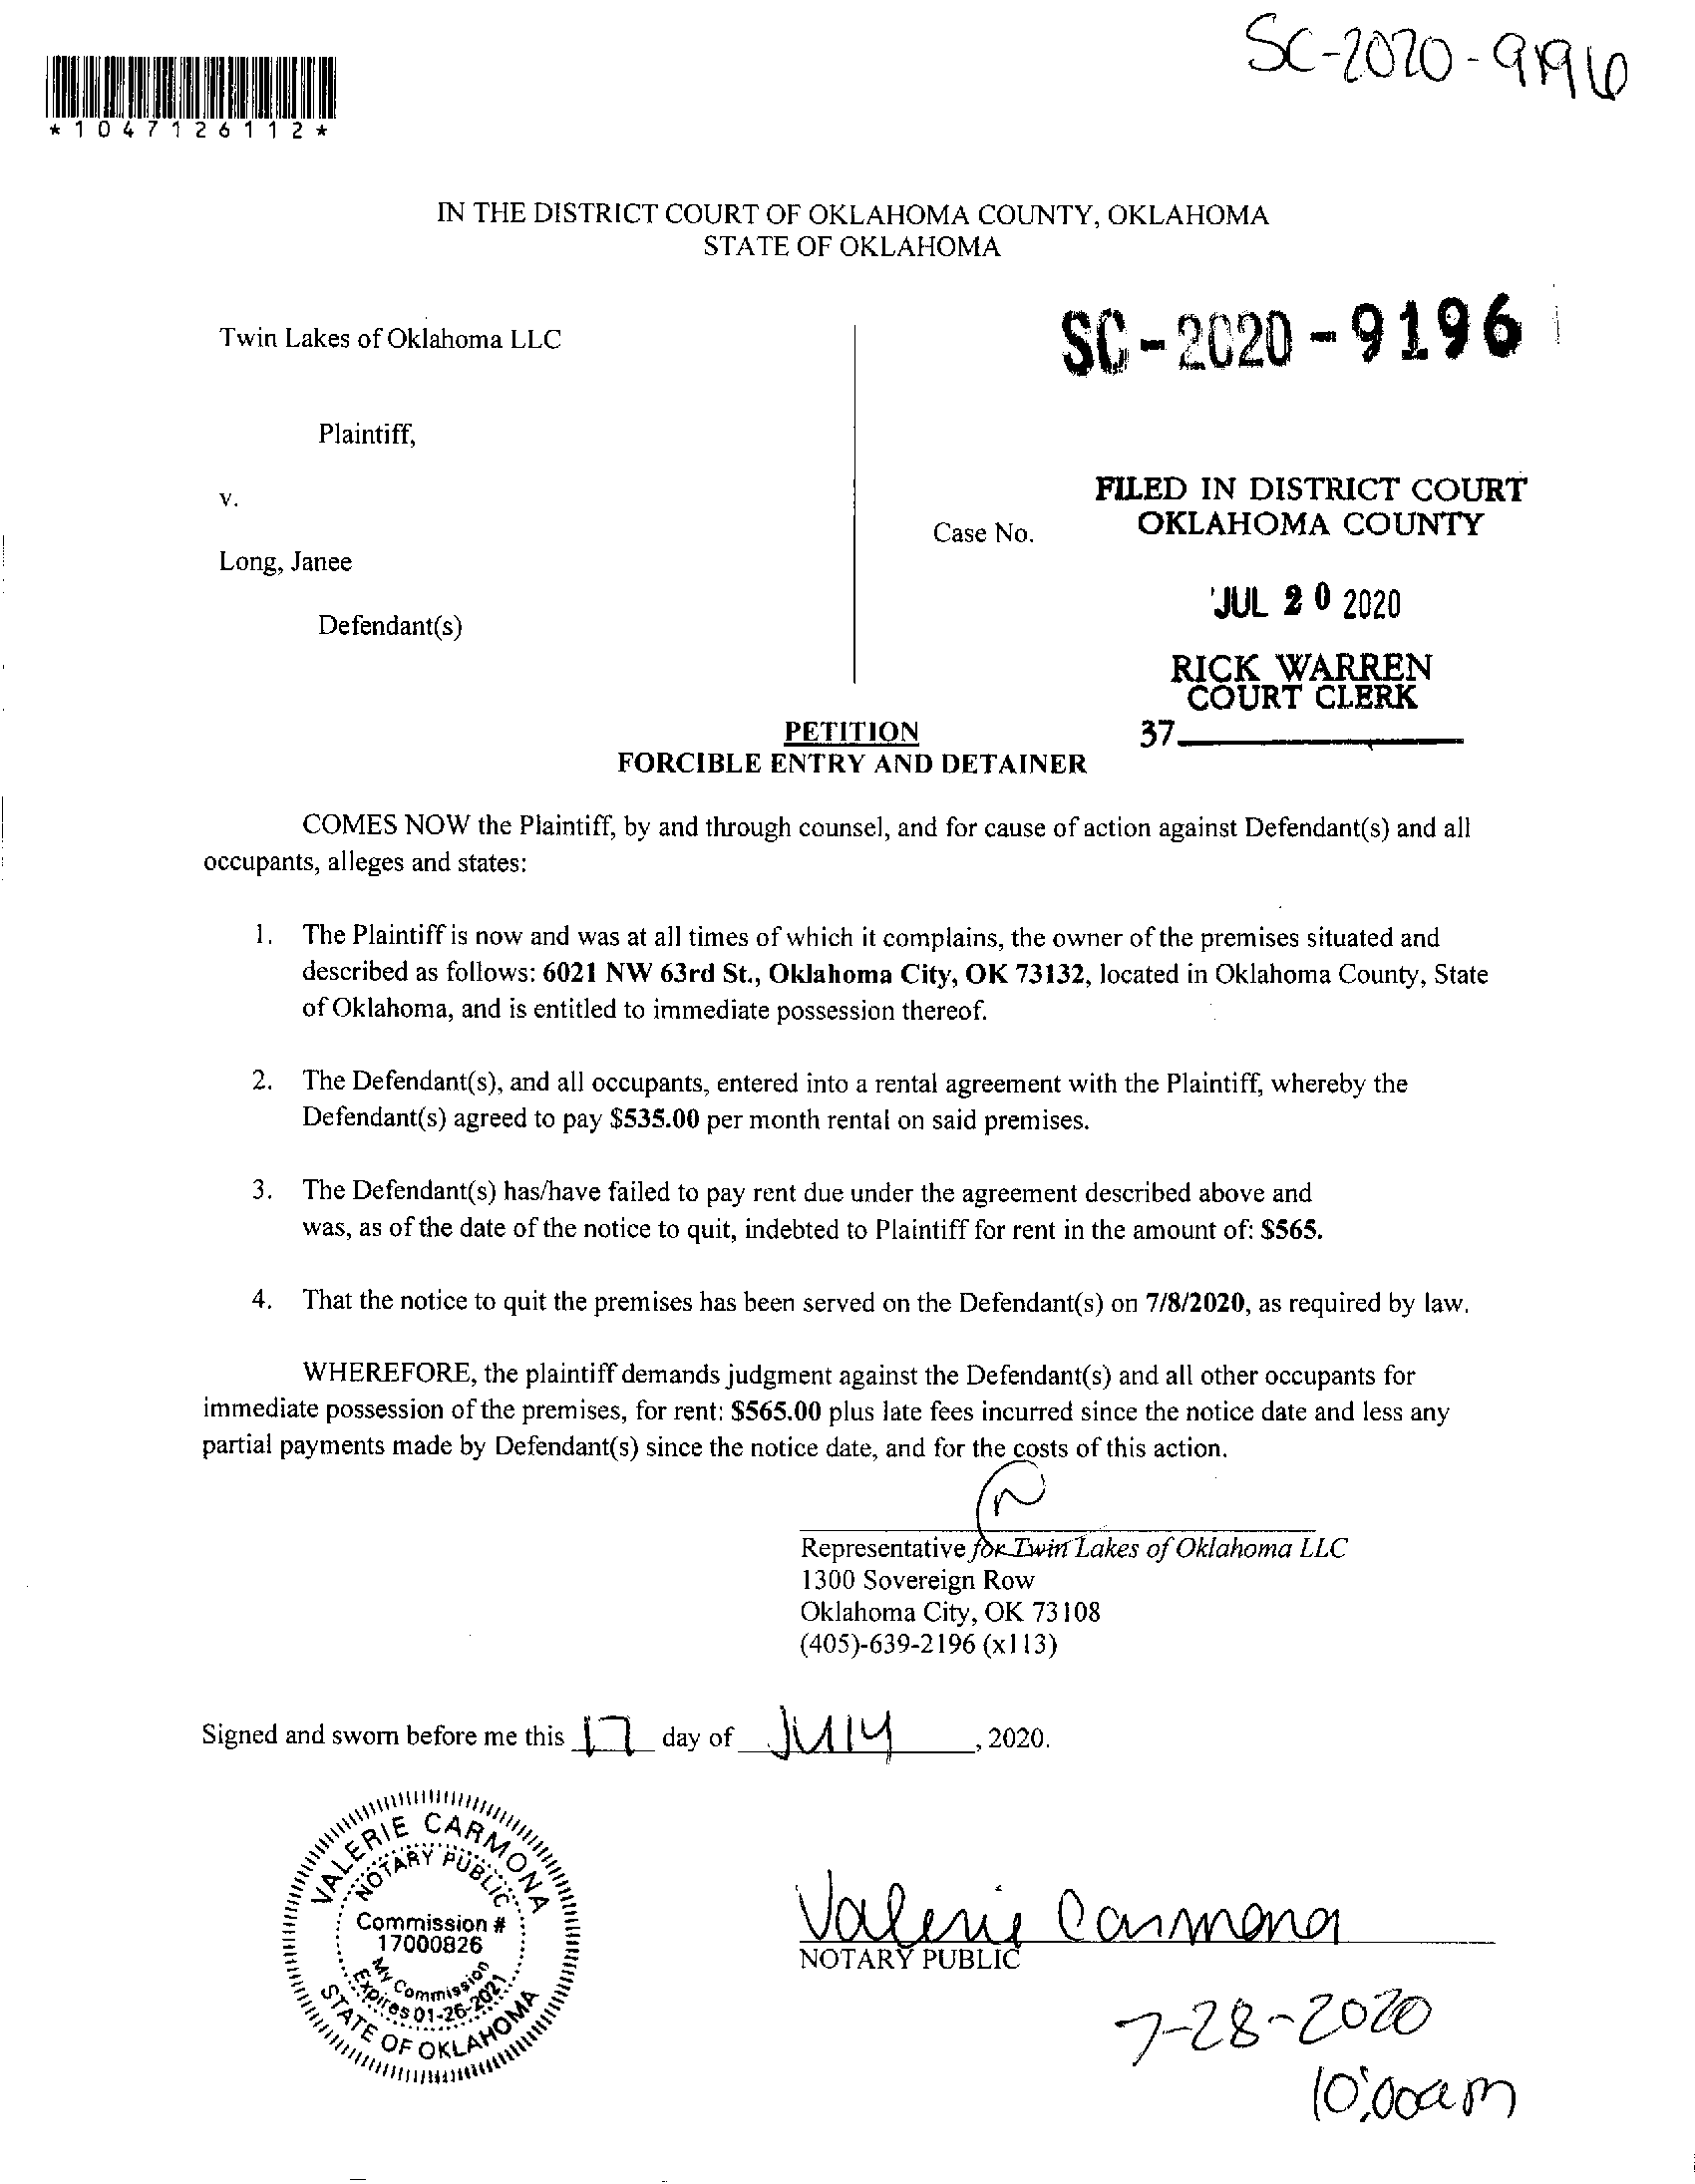 SC-2020-9196
*1047126112*
IN THE DISTRICT COURT OF OKLAHOMA COUNTY, OKLAHOMA
STATE OF OKLAHOMA
Twin Lakes of Oklahoma LLC
SC-2020-9196
Plaintiff,
v.
Case No.
FILED IN DISTRICT COURT
OKLAHOMA COUNTY
Long, Janee
JUL 20 2020
Defendant(s)
RICK WARREN
COURT CLERK
37
PETITION
FORCIBLE ENTRY AND DETAINER
COMES NOW the Plaintiff, by and through counsel, and for cause of action against Defendant(s) and all
occupants, alleges and states:
1. The Plaintiff is now and was at all times of which it complains, the owner of the premises situated and
described as follows: 6021 NW 63rd St., Oklahoma City, OK 73132, located in Oklahoma County, State
of Oklahoma, and is entitled to immediate possession thereof.
2. The Defendant(s), and all occupants, entered into a rental agreement with the Plaintiff, whereby the
Defendant(s) agreed to pay $535.00 per month rental on said premises.
3. The Defendant(s) has/have failed to pay rent due under the agreement described above and
was, as of the date of the notice to quit, indebted to Plaintiff for rent in the amount of: $565.
4. That the notice to quit the premises has been served on the Defendant(s) on 7/8/2020, as required by law.
WHEREFORE, the plaintiff demands judgment against the Defendant(s) and all other occupants for
immediate possession of the premises, for rent: $565.00 plus late fees incurred since the notice date and less any
partial payments made by Defendant(s) since the notice date, and for the costs of this action.
Representative for Twin Lakes of Oklahoma LLC
1300 Sovereign Row
Oklahoma City, OK 73108
(405)-639-2196 (x113)
Signed and sworn before me this 17 day of July, 2020.
VALERIE CARMONA
NOTARY PUBLIC
Commission #
17000826
My Commission
Expires 01-26-2021
STATE OF OKLAHOMA
Valerie Carmona
NOTARY PUBLIC
7-28-2020
10:00am